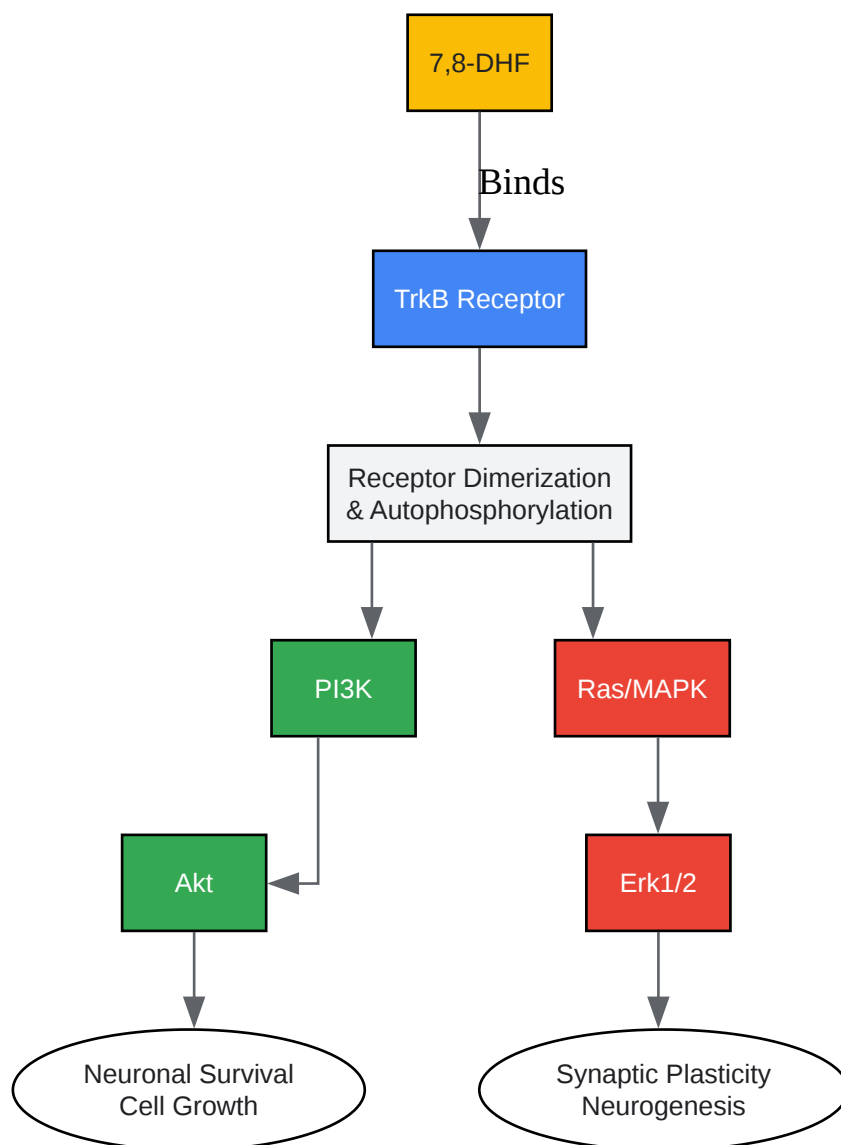 7,8-DHF
Binds
TrkB Receptor
Receptor Dimerization
& Autophosphorylation
PI3K
Ras/MAPK
Akt
Erk1/2
Neuronal Survival
Cell Growth
Synaptic Plasticity
Neurogenesis